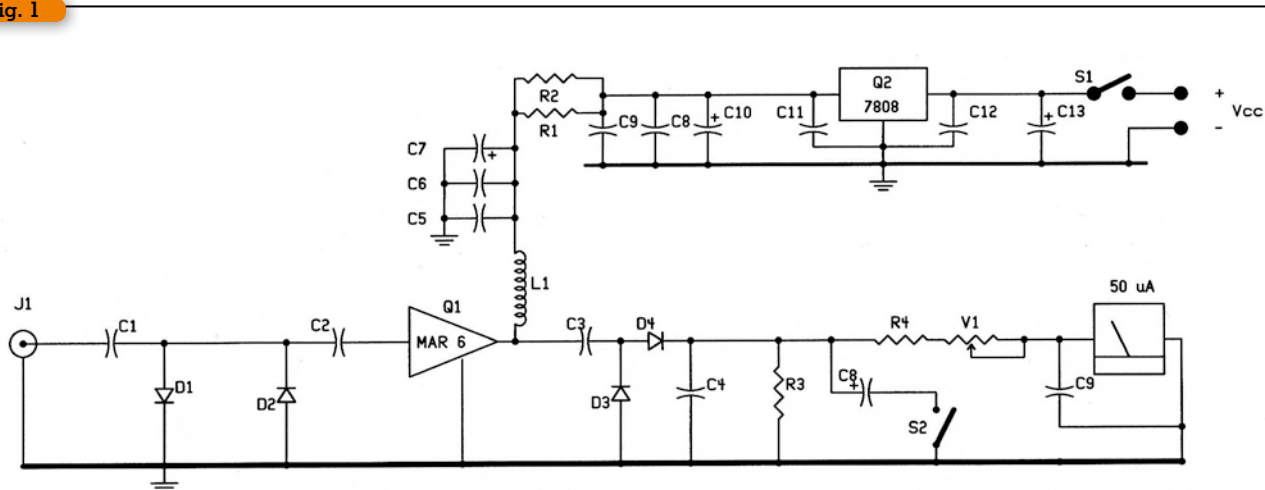 ig. 1
S1
Q2
7808
+
Vcc
-
R2
R1
C9
C8
+ C10
C11
C12
+ C13
C7
+
C6
C5
L1
J1
C1
C2
Q1
MAR 6
C3
D4
R4
V1
50 uA
D1
D2
D3
C4
R3
C8
+
C9
S2